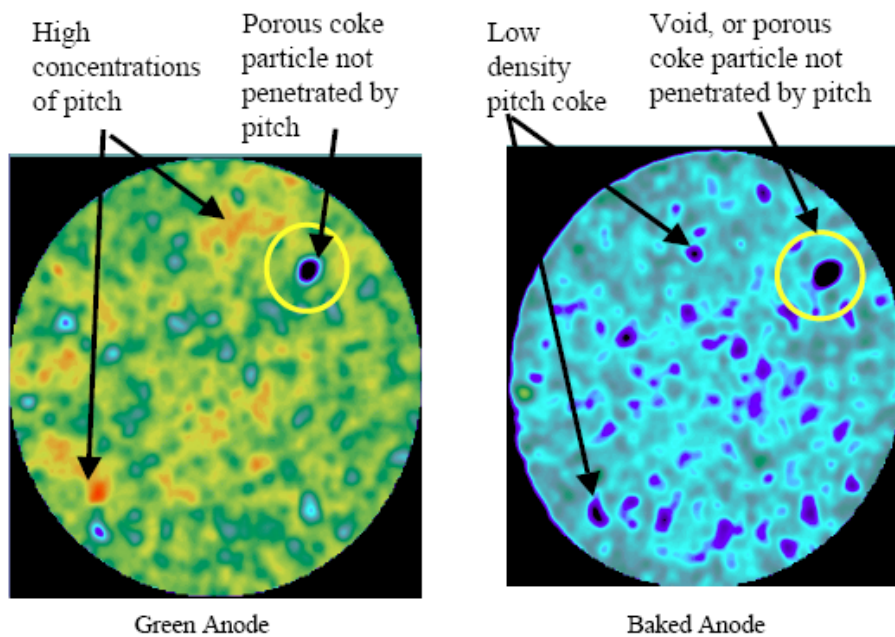 High
concentrations
of pitch
Porous coke
particle not
penetrated by
pitch
Low
density
pitch coke
Void, or porous
coke particle not
penetrated by pitch
Green Anode
Baked Anode